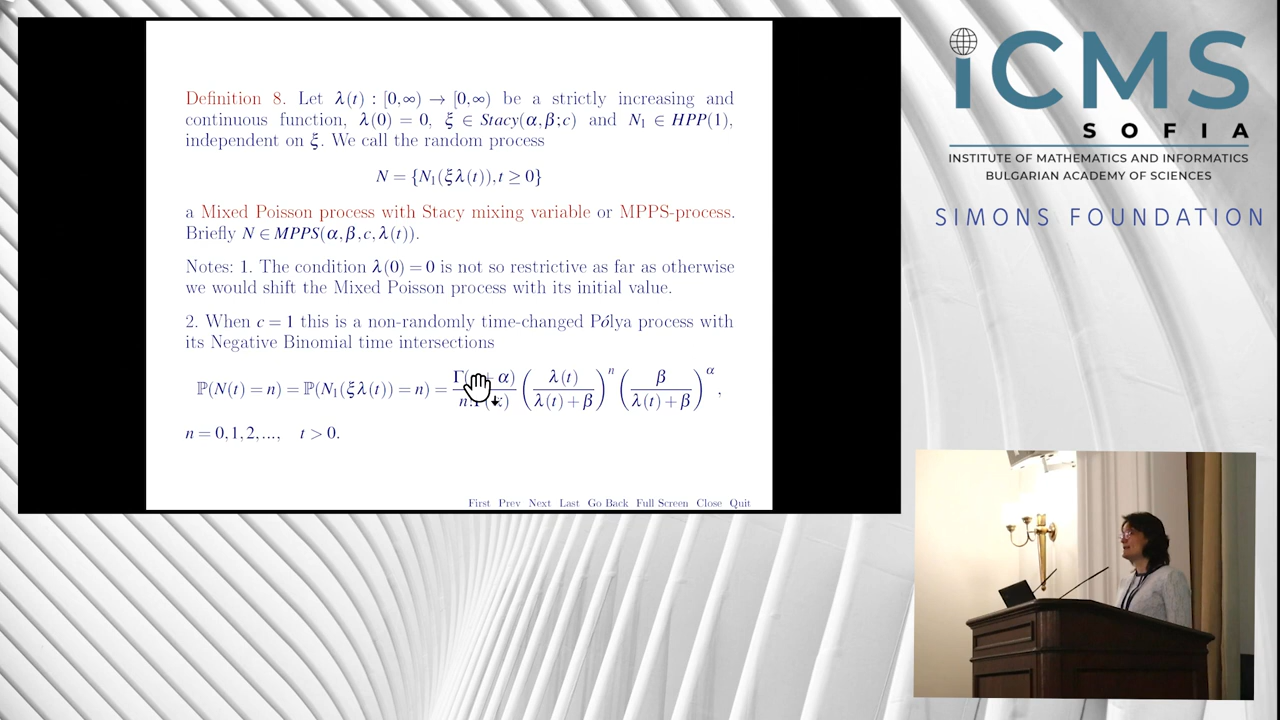 Definition 8. Let λ(t) : [0,∞) → [0,∞) be a strictly increasing and
continuous function, λ(0) = 0, ξ ∈ Stacy(α,β;c) and N₁ ∈ HPP(1),
independent on ξ. We call the random process
N = {N₁(ξλ(t)), t ≥ 0}
a Mixed Poisson process with Stacy mixing variable or MPPS-process.
Briefly N ∈ MPPS(α,β,c,λ(t)).
Notes: 1. The condition λ(0) = 0 is not so restrictive as far as otherwise
we would shift the Mixed Poisson process with its initial value.
2. When c = 1 this is a non-randomly time-changed Pólya process with
its Negative Binomial time intersections
ℙ(N(t) = n) = ℙ(N₁(ξλ(t)) = n) = Γ( α) / n ( λ(t) / λ(t)+β )ⁿ ( β / λ(t)+β )^α ,
n = 0,1,2,..., t > 0.
First Prev Next Last Go Back Full Screen Close Quit
iCMS
SOFIA
INSTITUTE OF MATHEMATICS AND INFORMATICS
BULGARIAN ACADEMY OF SCIENCES
SIMONS FOUNDATION